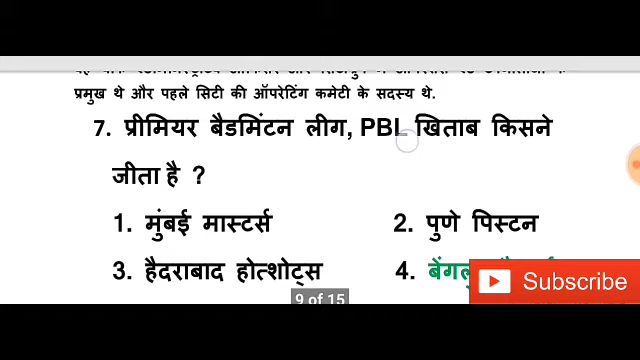 प्रमुख थे और पहले सिटी की ऑपरेटिंग कमेटी के सदस्य थे.
7. प्रीमियर बैडमिंटन लीग, PBL खिताब किसने
जीता है ?
1. मुंबई मास्टर्स 2. पुणे पिस्टन
3. हैदराबाद होत्शोट्स 4.
9 of 15
Subscribe